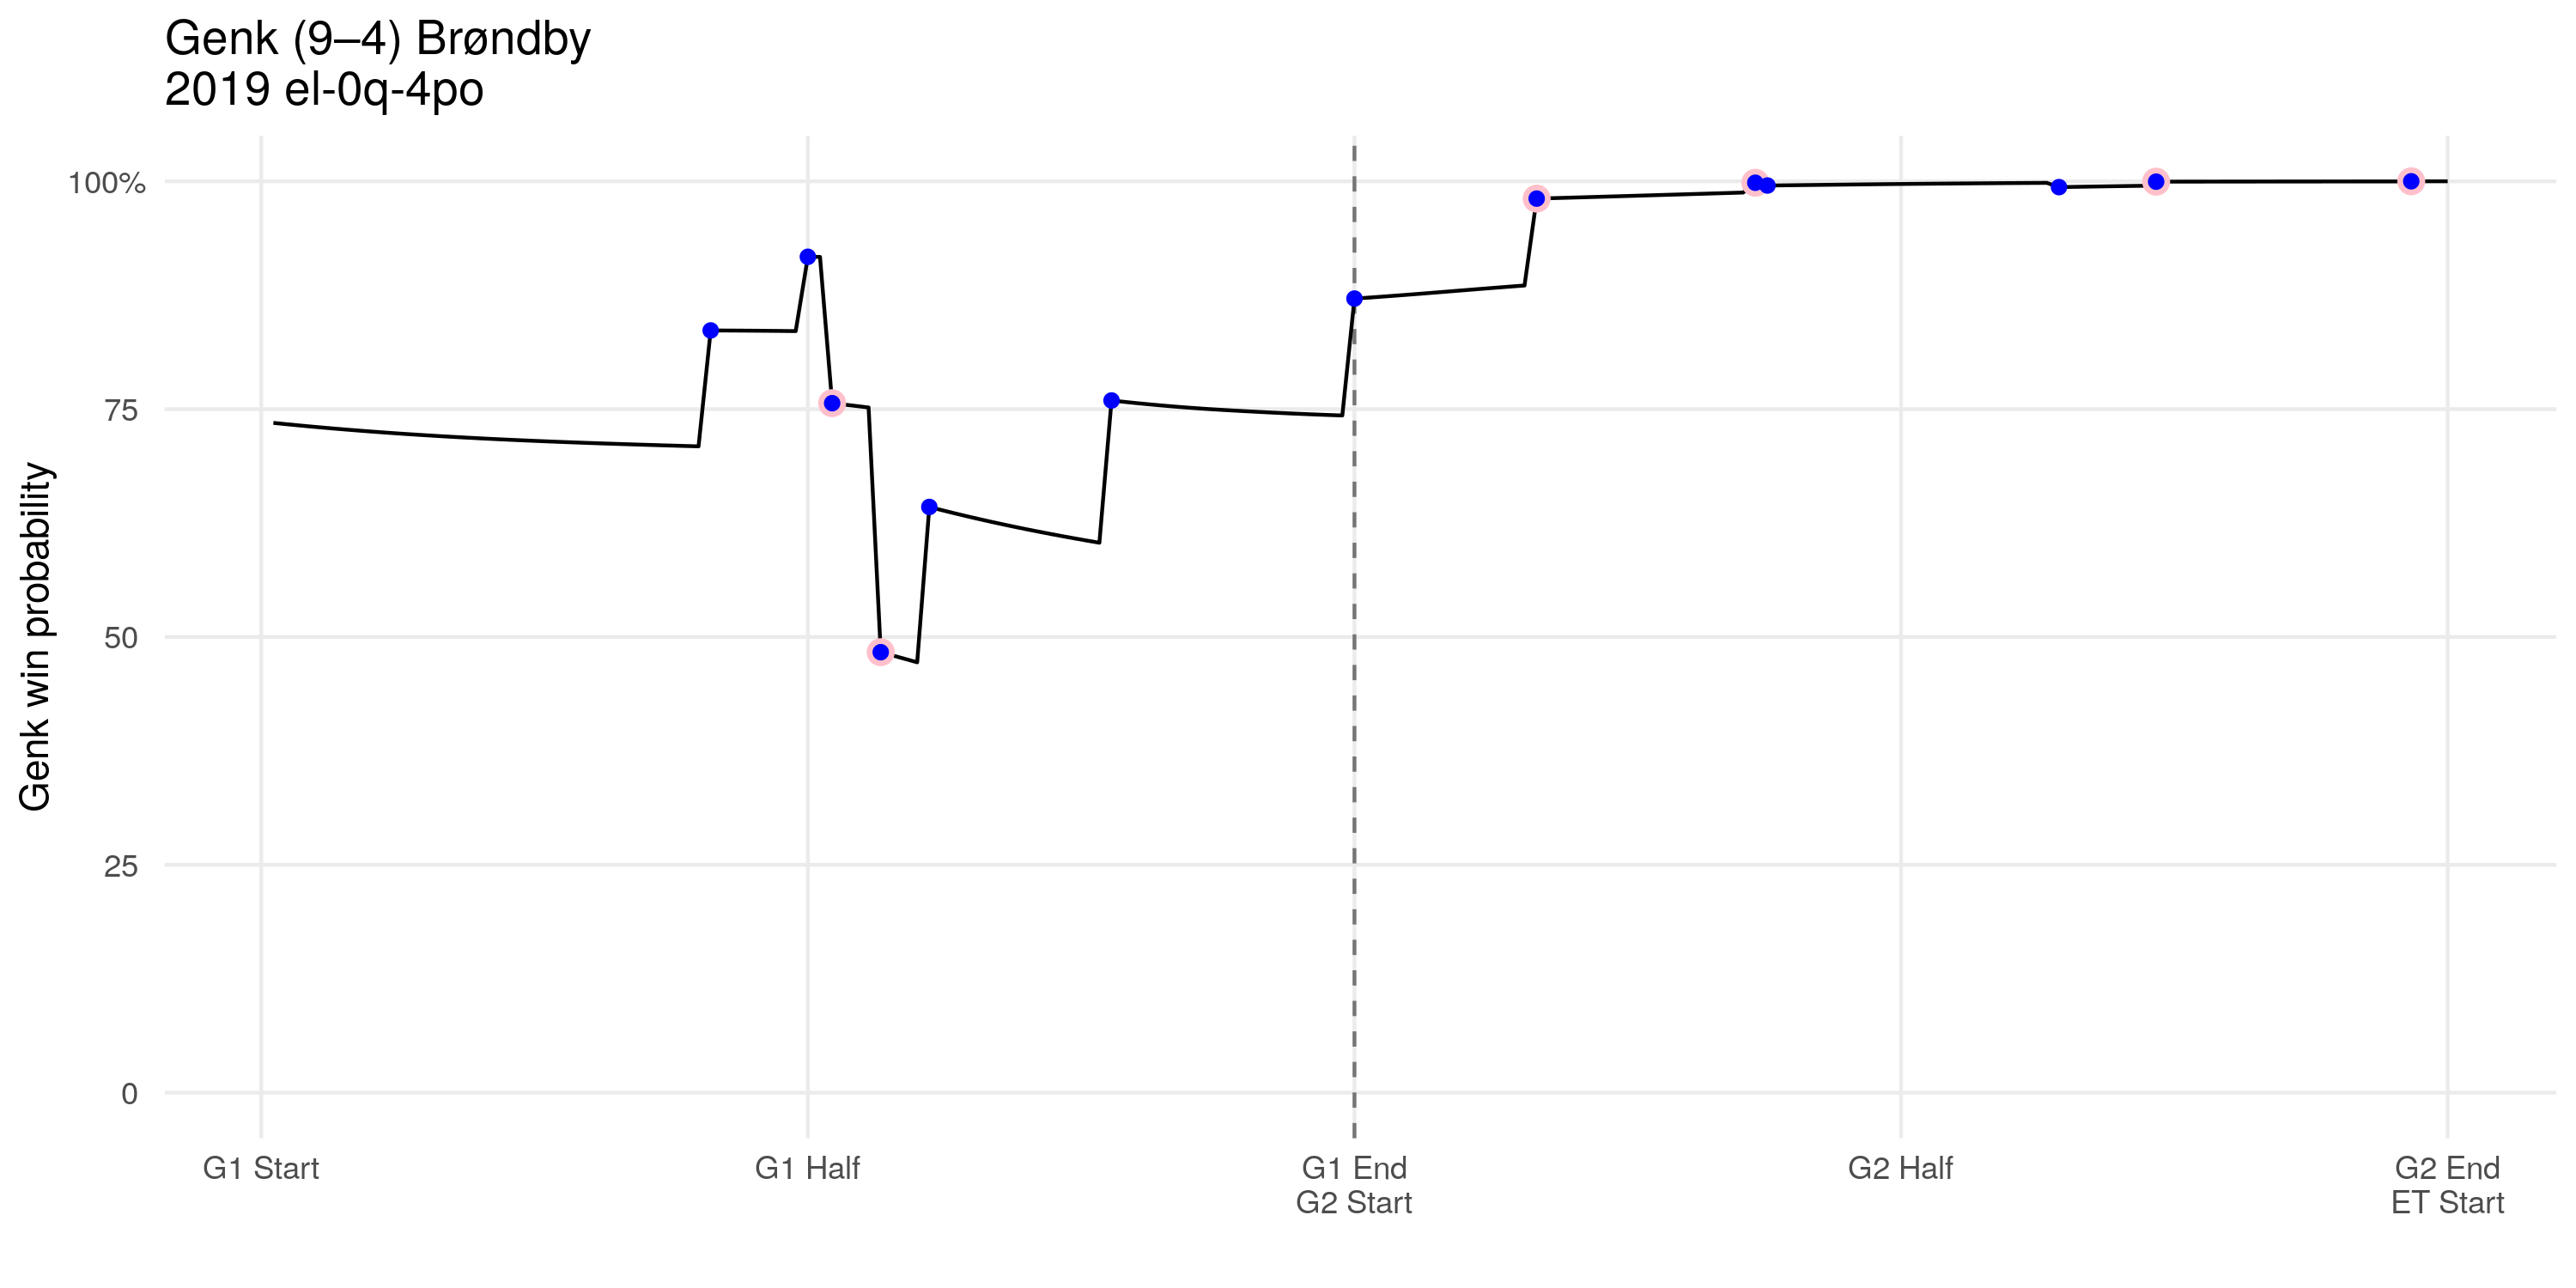 Genk (9–4) Brøndby
2019 el-0q-4po
Genk win probability
100%
75
50
25
0
G1 Start
G1 Half
G1 End
G2 Start
G2 Half
G2 End
ET Start